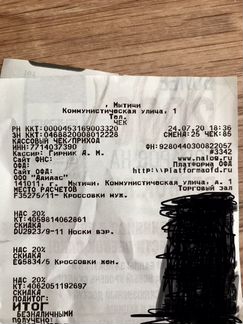 , Мытищи
Коммунистическая улица, 1
Тел.
ЧЕК
РН ККТ:0000453169003320 24.07.20 18:36
ЗН ККТ:0468820008012228 СМЕНА:25 ЧЕК:85
КАССОВЫЙ ЧЕК/ПРИХОД
ИНН:7714037390 ФН:9280440300822057
Кассир: Гирник А. М. #3342
Сайт ФНС: www.nalog.ru
ОФД: Платформа ОФД
Сайт ОФД: http:\\Platformaofd.ru
ООО "Адидас"
141011, г. Мытищи, Коммунистическая улица, д. 1
МЕСТО РАСЧЕТОВ Торговый зал
F35275/11- Кроссовки муж.
НДС 20%
КТ:4059814062861
СКИДКА
DU2923/9-11 Носки взр.
НДС 20%
СКИДКА
EG5834/5 Кроссовки жен.
НДС 20%
КТ:4062051192697
СКИДКА
ПОДИТОГ:
ИТОГ
БЕЗНАЛИЧНЫМИ
ПОЛУЧЕНО: